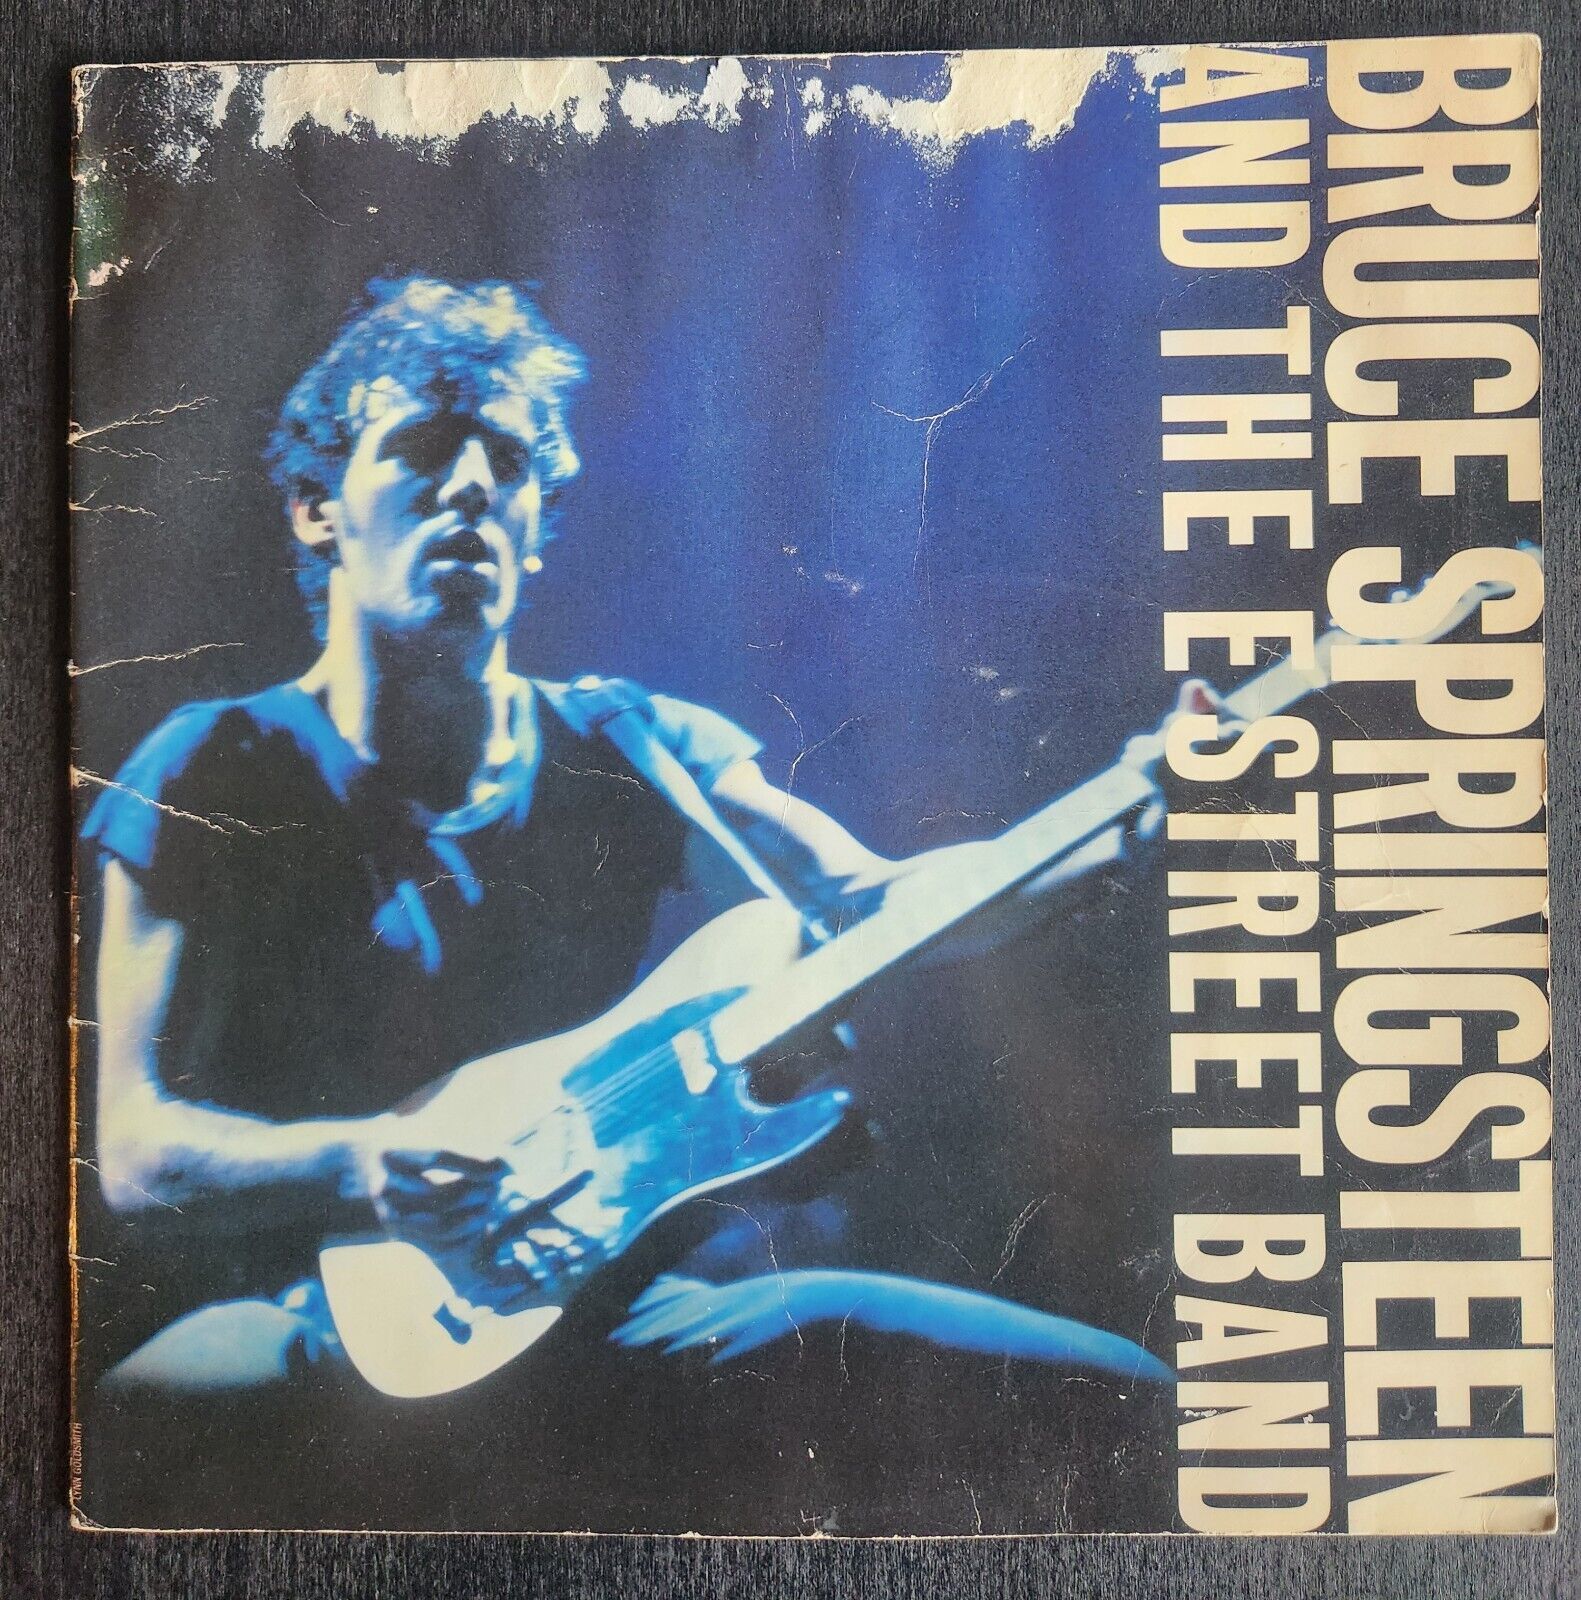 BRUCE SPRINGSTEEN
AND THE E STREET BAND
LYNN GOLDSMITH